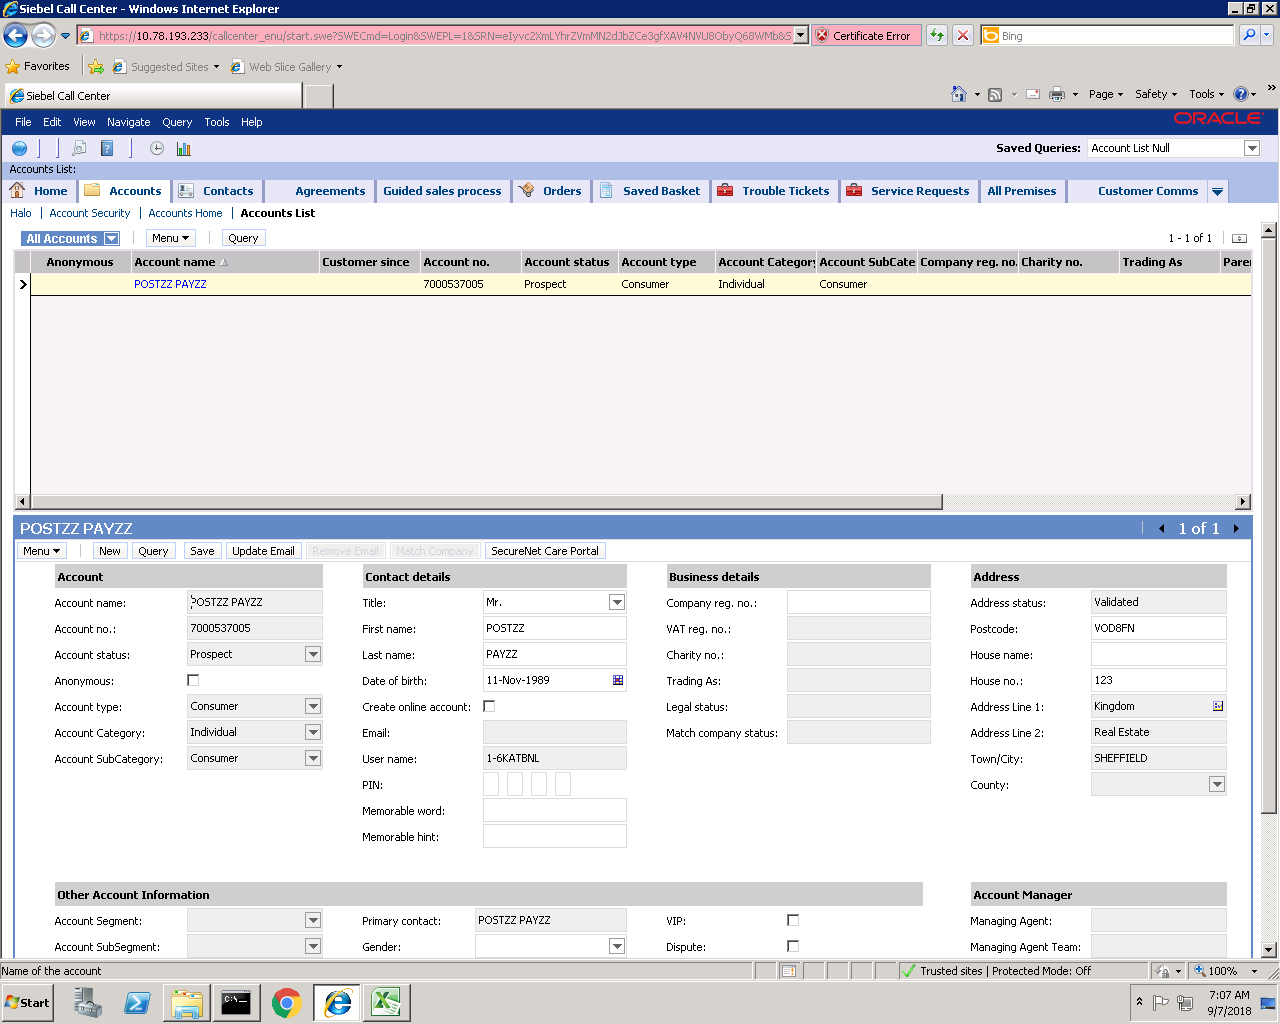 Siebel Call Center - Windows Internet Explorer
https://10.78.193.233/callcenter_enu/start.swe?SWECmd=Login&SWEPL=1&SRN=
Certificate Error
Bing
Favorites
Suggested Sites
Web Slice Gallery
Siebel Call Center
Page
Safety
Tools
File Edit View Navigate Query Tools Help
ORACLE
Saved Queries: Account List Null
Accounts List:
Home Accounts Contacts Agreements Guided sales process Orders Saved Basket Trouble Tickets Service Requests All Premises Customer Comms
Halo | Account Security | Accounts Home | Accounts List
All Accounts Menu Query 1 - 1 of 1
Anonymous Account name Customer since Account no. Account status Account type Account Category Account SubCate Company reg. no. Charity no. Trading As Pare
POSTZZ PAYZZ 7000537005 Prospect Consumer Individual Consumer
POSTZZ PAYZZ 1 of 1
Menu New Query Save Update Email Remove Email Match Company SecureNet Care Portal
Account Contact details Business details Address
Account name: POSTZZ PAYZZ Title: Mr. Company reg. no.: Address status: Validated
Account no.: 7000537005 First name: POSTZZ VAT reg. no.: Postcode: VOD8FN
Account status: Prospect Last name: PAYZZ Charity no.: House name:
Anonymous: Date of birth: 11-Nov-1989 Trading As: House no.: 123
Account type: Consumer Create online account: Legal status: Address Line 1: Kingdom
Account Category: Individual Email: Match company status: Address Line 2: Real Estate
Account SubCategory: Consumer User name: 1-6KATBNL Town/City: SHEFFIELD
PIN: County:
Memorable word:
Memorable hint:
Other Account Information Account Manager
Account Segment: Primary contact: POSTZZ PAYZZ VIP: Managing Agent:
Account SubSegment: Gender: Dispute: Managing Agent Team:
Name of the account
Trusted sites | Protected Mode: Off
100%
Start
C:\
7:07 AM
9/7/2018